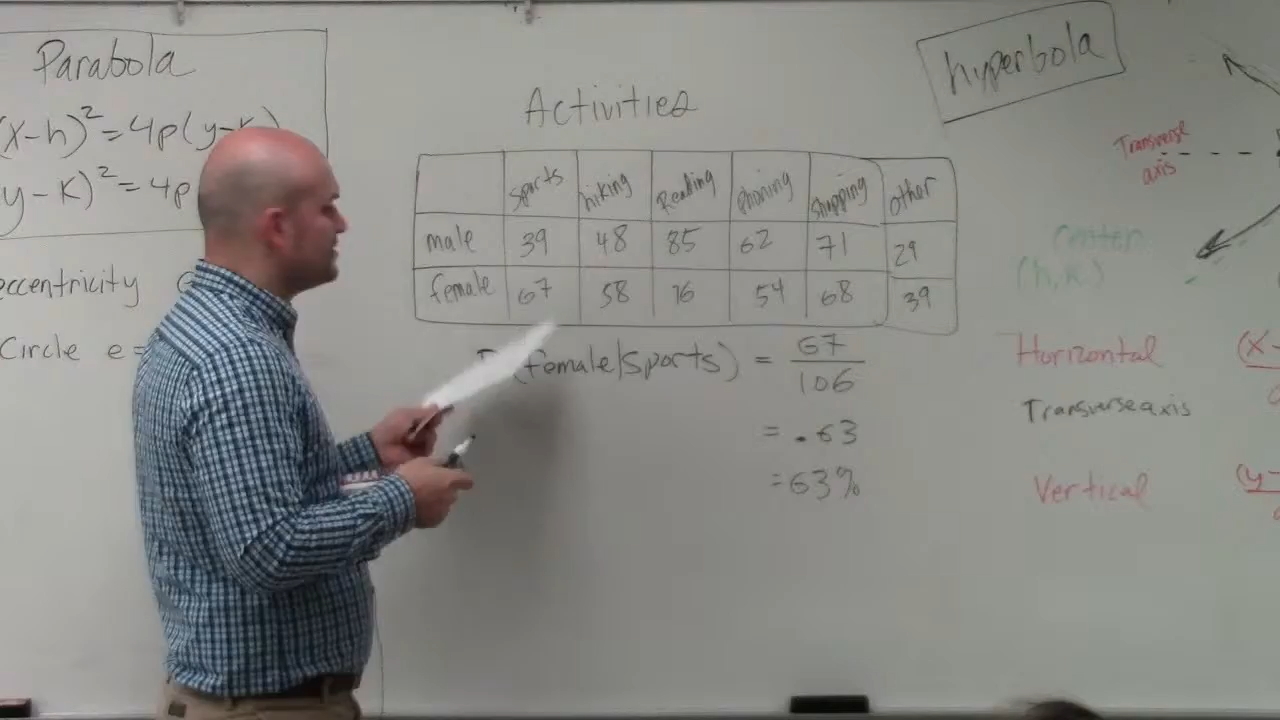 Parabola
(x-h)²=4p(y-k)
y-k)²=4p
eccentricity
Circle e=
Activities
sports hiking Reading phoning shopping other
male 39 48 85 62 71 29
female 67 58 76 54 68 39
(female/sports) = 67/106
= .63
=63%
hyperbola
Transverse
axis
center
(h,k)
Horizontal (x-
Transverse axis
Vertical (y-